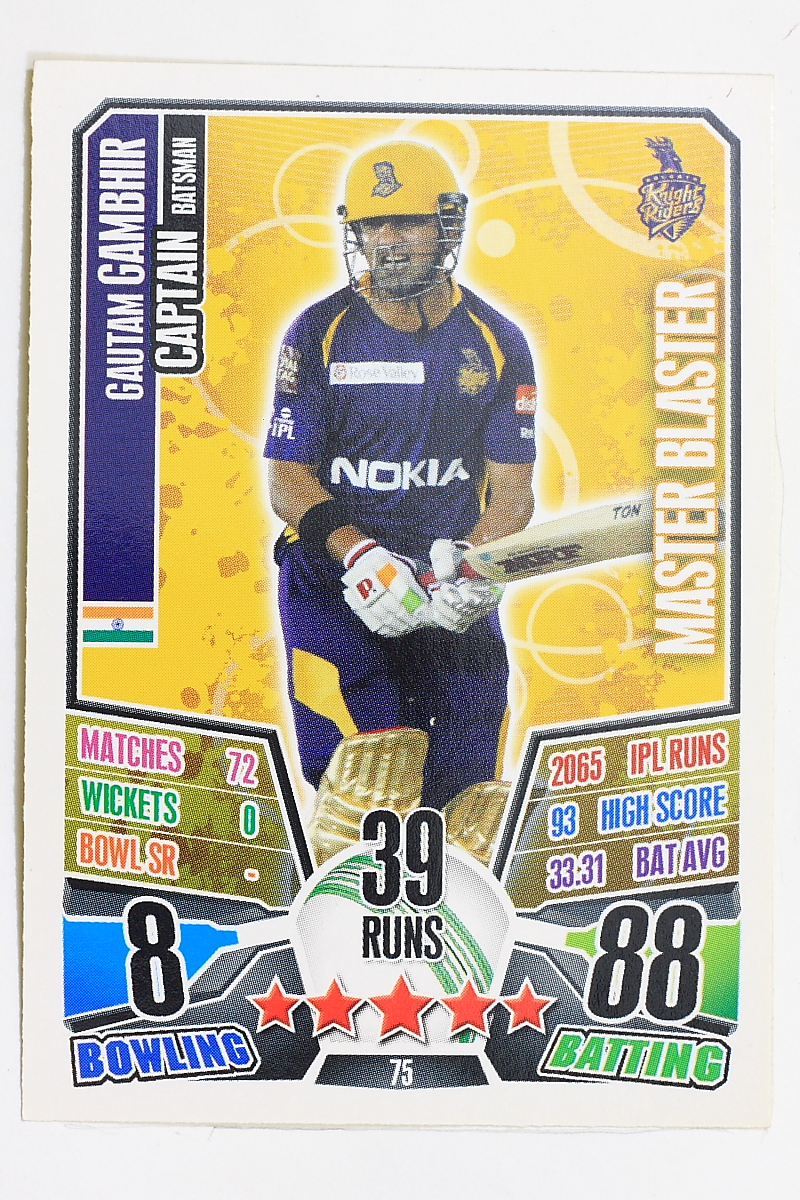 GAUTAM GAMBHIR
CAPTAIN BATSMAN
Knight
Riders
MASTER BLASTER
Rose Valley
IPL
NOKIA
TON
MATCHES 72
WICKETS 0
BOWL SR -
2065 IPL RUNS
93 HIGH SCORE
33.31 BAT AVG
39
RUNS
8
BOWLING
88
BATTING
75